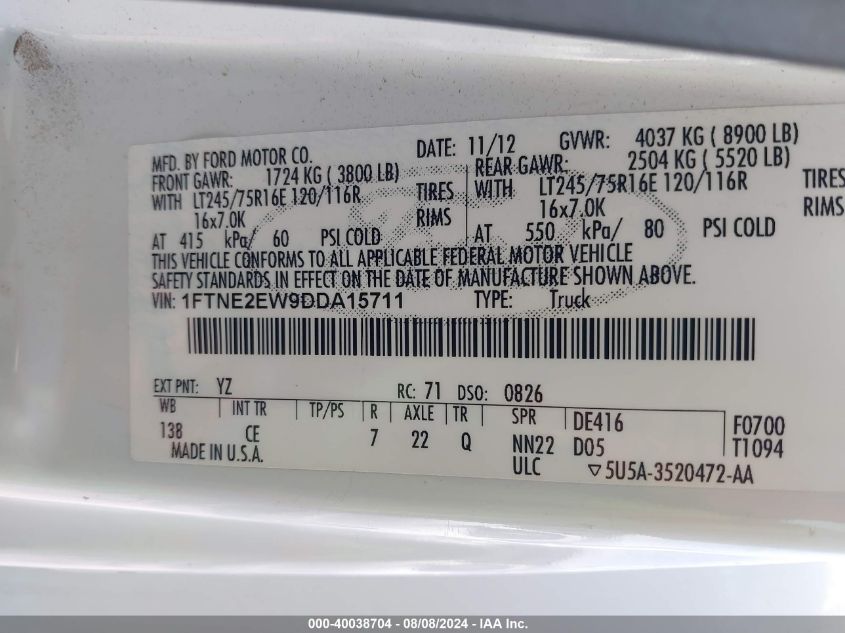 MFD. BY FORD MOTOR CO.
DATE: 11/12 GVWR: 4037 KG ( 8900 LB)
FRONT GAWR: 1724 KG ( 3800 LB) REAR GAWR: 2504 KG ( 5520 LB)
WITH LT245/75R16E 120/116R TIRES WITH LT245/75R16E 120/116R TIRES
16x7.0K RIMS 16x7.0K RIMS
AT 415 kPa/ 60 PSI COLD AT 550 kPa/ 80 PSI COLD
THIS VEHICLE CONFORMS TO ALL APPLICABLE FEDERAL MOTOR VEHICLE
SAFETY STANDARDS IN EFFECT ON THE DATE OF MANUFACTURE SHOWN ABOVE.
VIN: 1FTNE2EW9DDA15711 TYPE: Truck
EXT PNT: YZ RC: 71 DSO: 0826
WB INT TR TP/PS R AXLE TR SPR DE416 F0700
138 CE 7 22 Q NN22 D05 T1094
MADE IN U.S.A. ULC ▽5U5A-3520472-AA
000-40038704 - 08/08/2024 - IAA Inc.